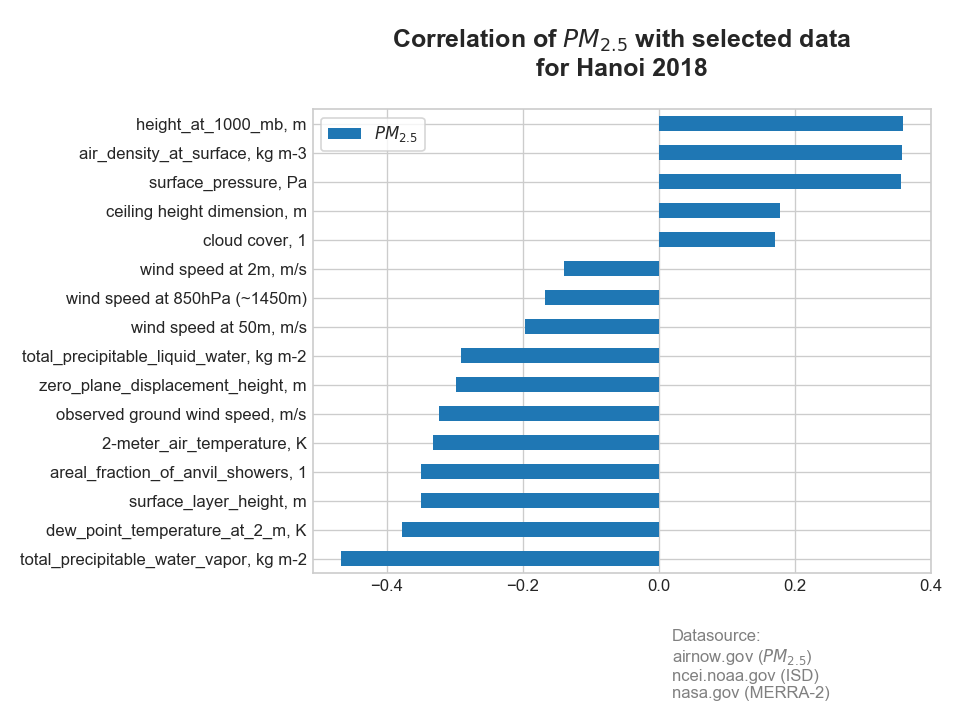 Correlation of PM2.5 with selected data
for Hanoi 2018
PM2.5
height_at_1000_mb, m
air_density_at_surface, kg m-3
surface_pressure, Pa
ceiling height dimension, m
cloud cover, 1
wind speed at 2m, m/s
wind speed at 850hPa (~1450m)
wind speed at 50m, m/s
total_precipitable_liquid_water, kg m-2
zero_plane_displacement_height, m
observed ground wind speed, m/s
2-meter_air_temperature, K
areal_fraction_of_anvil_showers, 1
surface_layer_height, m
dew_point_temperature_at_2_m, K
total_precipitable_water_vapor, kg m-2
−0.4 −0.2 0.0 0.2 0.4
Datasource:
airnow.gov (PM2.5)
ncei.noaa.gov (ISD)
nasa.gov (MERRA-2)